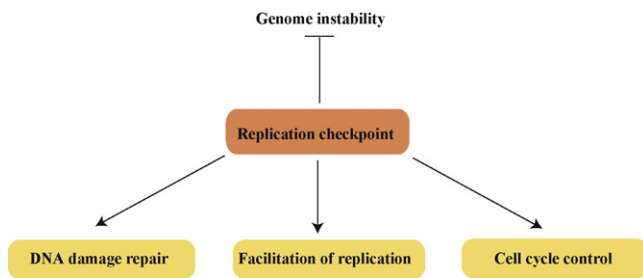 Genome instability
Replication checkpoint
DNA damage repair
Facilitation of replication
Cell cycle control